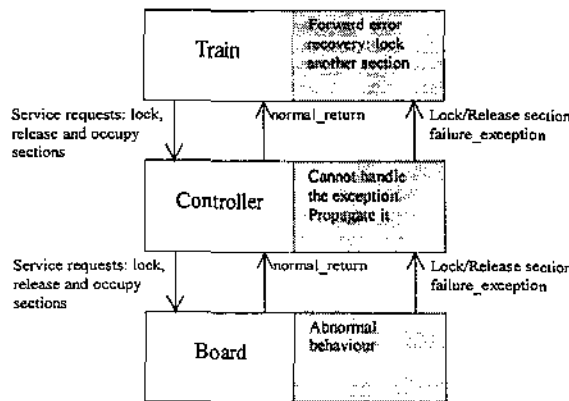 Train
Forward error
recovery: lock
another section
Service requests: lock,
release and occupy
sections
normal_return
Lock/Release section
failure_exception
Controller
Cannot handle
the exception
Propagate it
Service requests: lock,
release and occupy
sections
normal_return
Lock/Release section
failure_exception
Board
Abnormal
behaviour